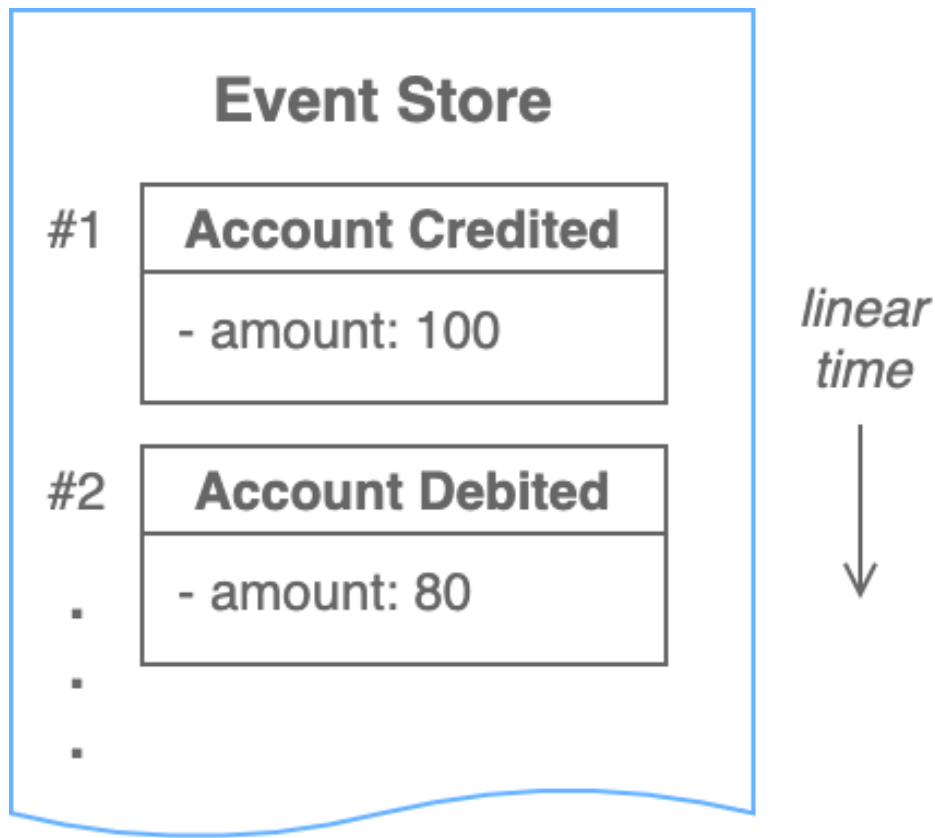 Event Store
#1
Account Credited
- amount: 100
linear
time
#2
Account Debited
- amount: 80
.
.
.